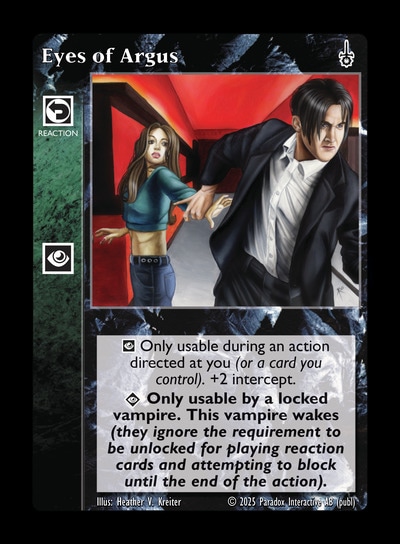 Eyes of Argus
REACTION
Only usable during an action
directed at you (or a card you
control). +2 intercept.
Only usable by a locked
vampire. This vampire wakes
(they ignore the requirement to
be unlocked for playing reaction
cards and attempting to block
until the end of the action).
Illus: Heather V. Kreiter © 2025 Paradox Interactive AB (publ)